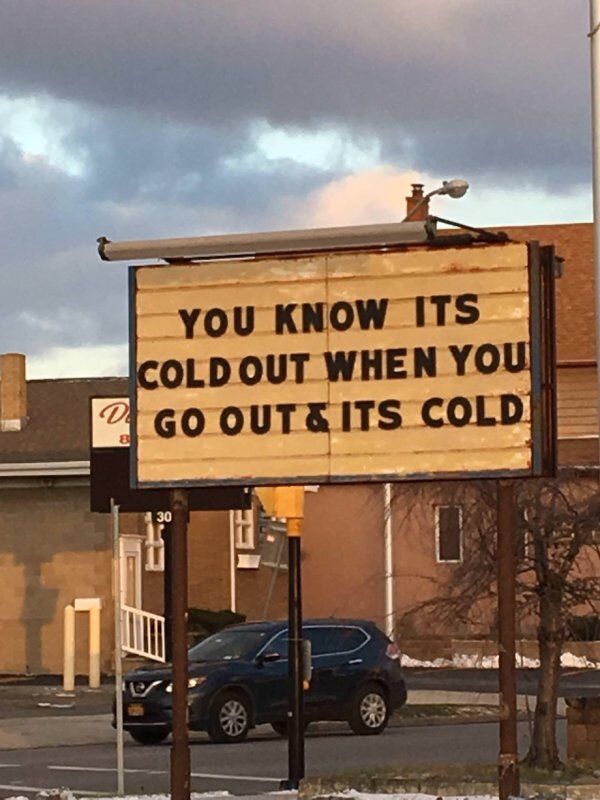 YOU KNOW ITS
COLD OUT WHEN YOU
GO OUT & ITS COLD
30